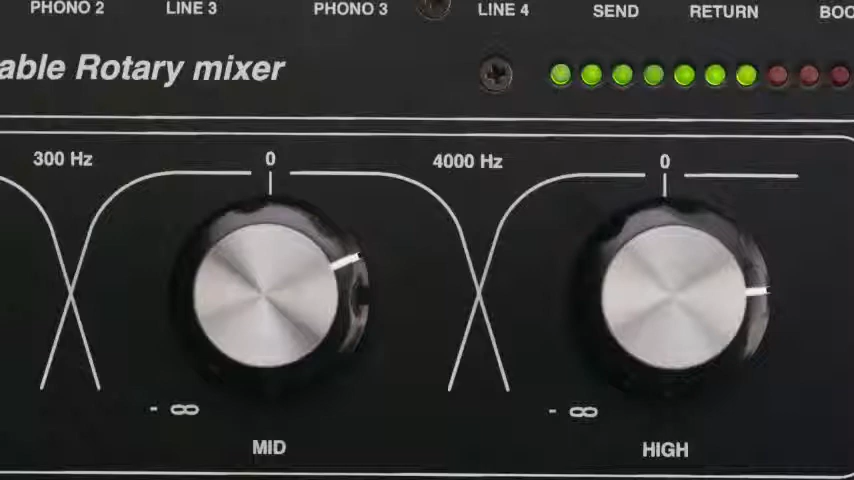 PHONO 2 LINE 3 PHONO 3 LINE 4 SEND RETURN
Rotary mixer
300 Hz 0 4000 Hz 0
- ∞ - ∞
MID HIGH